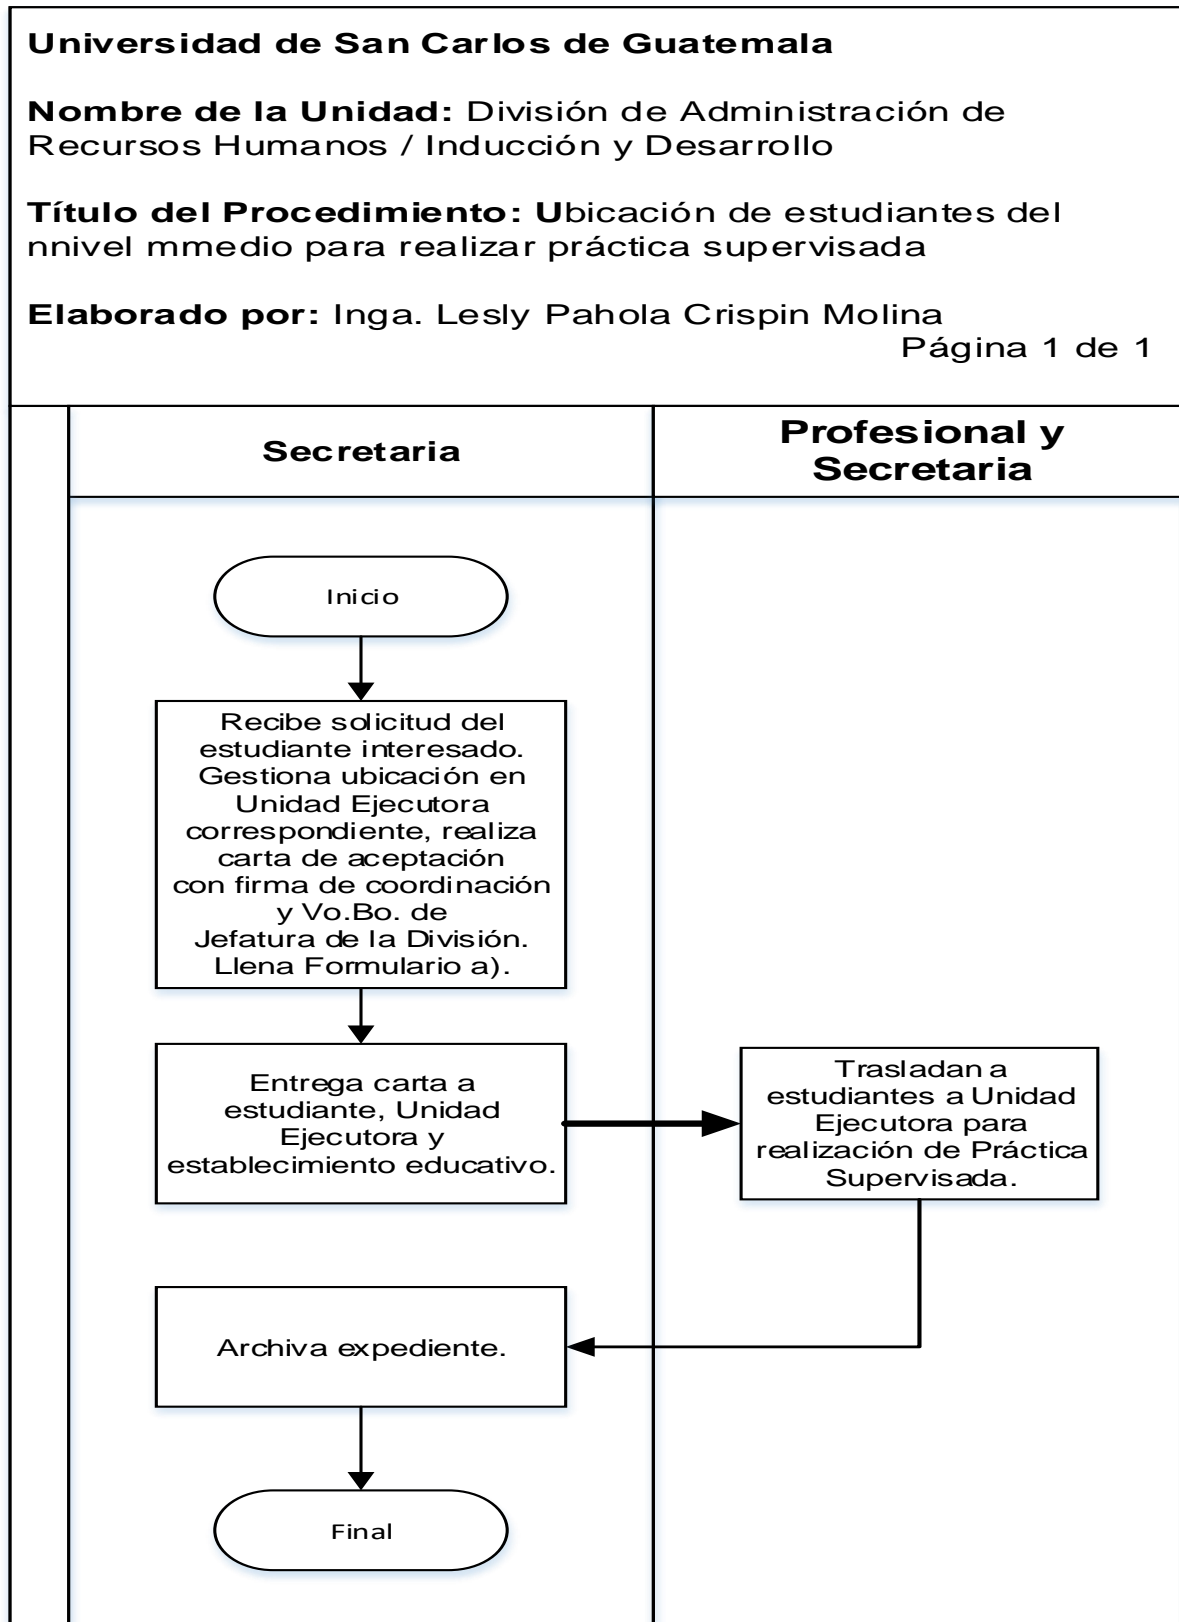 Universidad de San Carlos de Guatemala
Nombre de la Unidad: División de Administración de
Recursos Humanos / Inducción y Desarrollo
Título del Procedimiento: Ubicación de estudiantes del
nnivel mmedio para realizar práctica supervisada
Elaborado por: Inga. Lesly Pahola Crispin Molina
Página 1 de 1
Secretaria
Profesional y
Secretaria
Inicio
Recibe solicitud del
estudiante interesado.
Gestiona ubicación en
Unidad Ejecutora
correspondiente, realiza
carta de aceptación
con firma de coordinación
y Vo.Bo. de
Jefatura de la División.
Llena Formulario a).
Entrega carta a
estudiante, Unidad
Ejecutora y
establecimiento educativo.
Trasladan a
estudiantes a Unidad
Ejecutora para
realización de Práctica
Supervisada.
Archiva expediente.
Final